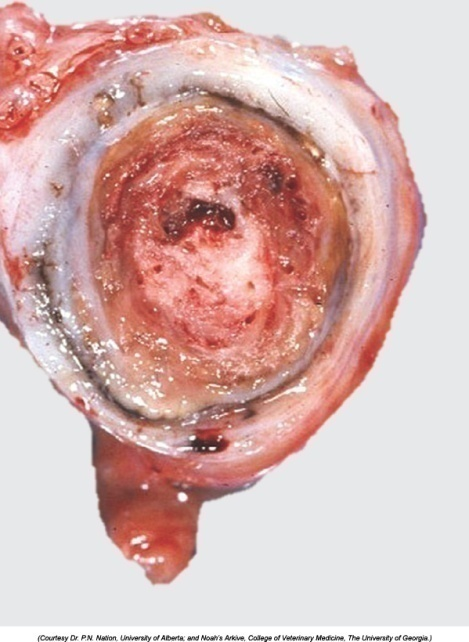 (Courtesy Dr. P.N. Nation, University of Alberta; and Noah's Arkive, College of Veterinary Medicine, The University of Georgia.)